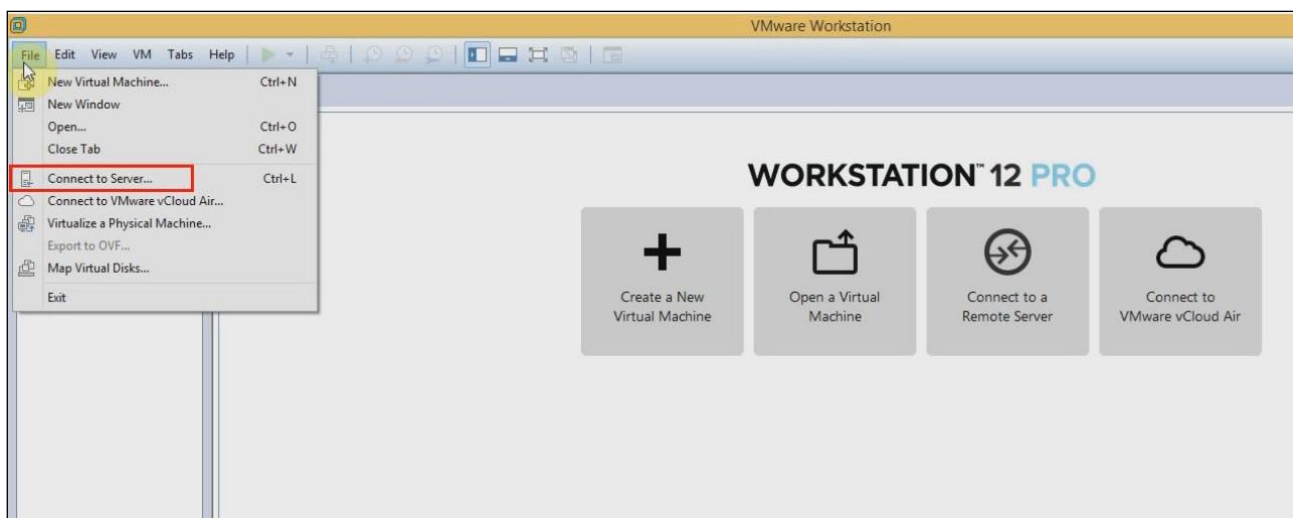 VMware Workstation
File Edit View VM Tabs Help
New Virtual Machine... Ctrl+N
New Window
Open... Ctrl+O
Close Tab Ctrl+W
Connect to Server... Ctrl+L
Connect to VMware vCloud Air...
Virtualize a Physical Machine...
Export to OVF...
Map Virtual Disks...
Exit
WORKSTATION™ 12 PRO
Create a New
Virtual Machine
Open a Virtual
Machine
Connect to a
Remote Server
Connect to
VMware vCloud Air